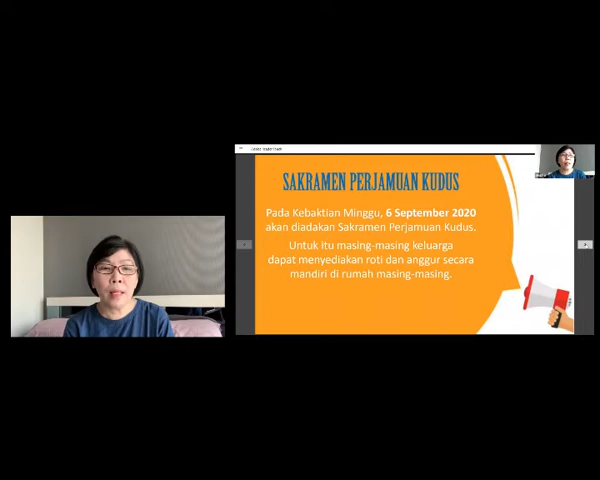 SAKRAMEN PERJAMUAN KUDUS
Pada Kebaktian Minggu, 6 September 2020
akan diadakan Sakramen Perjamuan Kudus.
Untuk itu masing-masing keluarga
dapat menyediakan roti dan anggur secara
mandiri di rumah masing-masing.